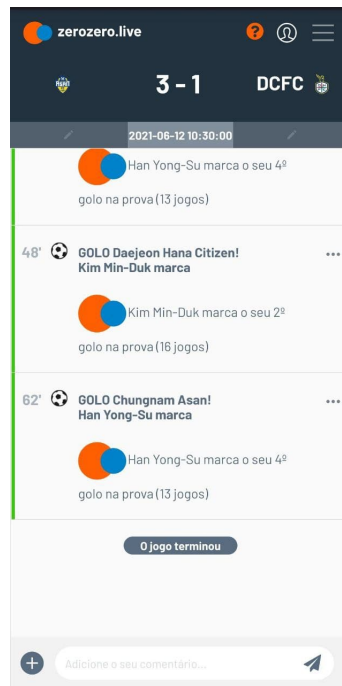 zerozero.live
?
ASAN
3 - 1
DCFC
2021-06-12 10:30:00
Han Yong-Su marca o seu 4º
golo na prova (13 jogos)
48'
GOLO Daejeon Hana Citizen!
Kim Min-Duk marca
Kim Min-Duk marca o seu 2º
golo na prova (16 jogos)
62'
GOLO Chungnam Asan!
Han Yong-Su marca
Han Yong-Su marca o seu 4º
golo na prova (13 jogos)
O jogo terminou
Adicione o seu comentário...